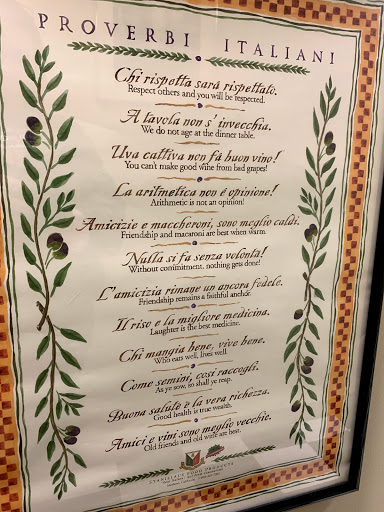 PROVERBI ITALIANI
Chi rispetta sarà rispettato.
Respect others and you will be respected.
A tavola non s' invecchia.
We do not age at the dinner table.
Uva cattiva non fà buon vino!
You can't make good wine from bad grapes!
La aritmetica non è opinione!
Arithmetic is not an opinion!
Amicizie e maccheroni, sono meglio caldi.
Friendship and macaroni are best when warm.
Nulla si fa senza volontà!
Without commitment, nothing gets done!
L'amicizia rimane un ancora fedele.
Friendship remains a faithful anchor.
Il riso e la migliore medicina.
Laughter is the best medicine.
Chi mangia bene, vive bene.
Who eats well, lives well.
Come semini, così raccogli.
As ye sow, so shall ye reap.
Buona salute è la vera richezza.
Good health is true wealth.
Amici e vini sono meglio vecchie.
Old friends and old wine are best.
STANISLAUS FOOD PRODUCTS